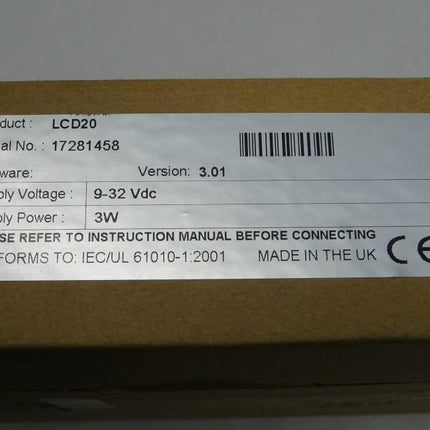 duct : LCD20
al No. : 17281458
ware: Version: 3.01
ply Voltage : 9-32 Vdc
ply Power : 3W
SE REFER TO INSTRUCTION MANUAL BEFORE CONNECTING
FORMS TO: IEC/UL 61010-1:2001 MADE IN THE UK CE